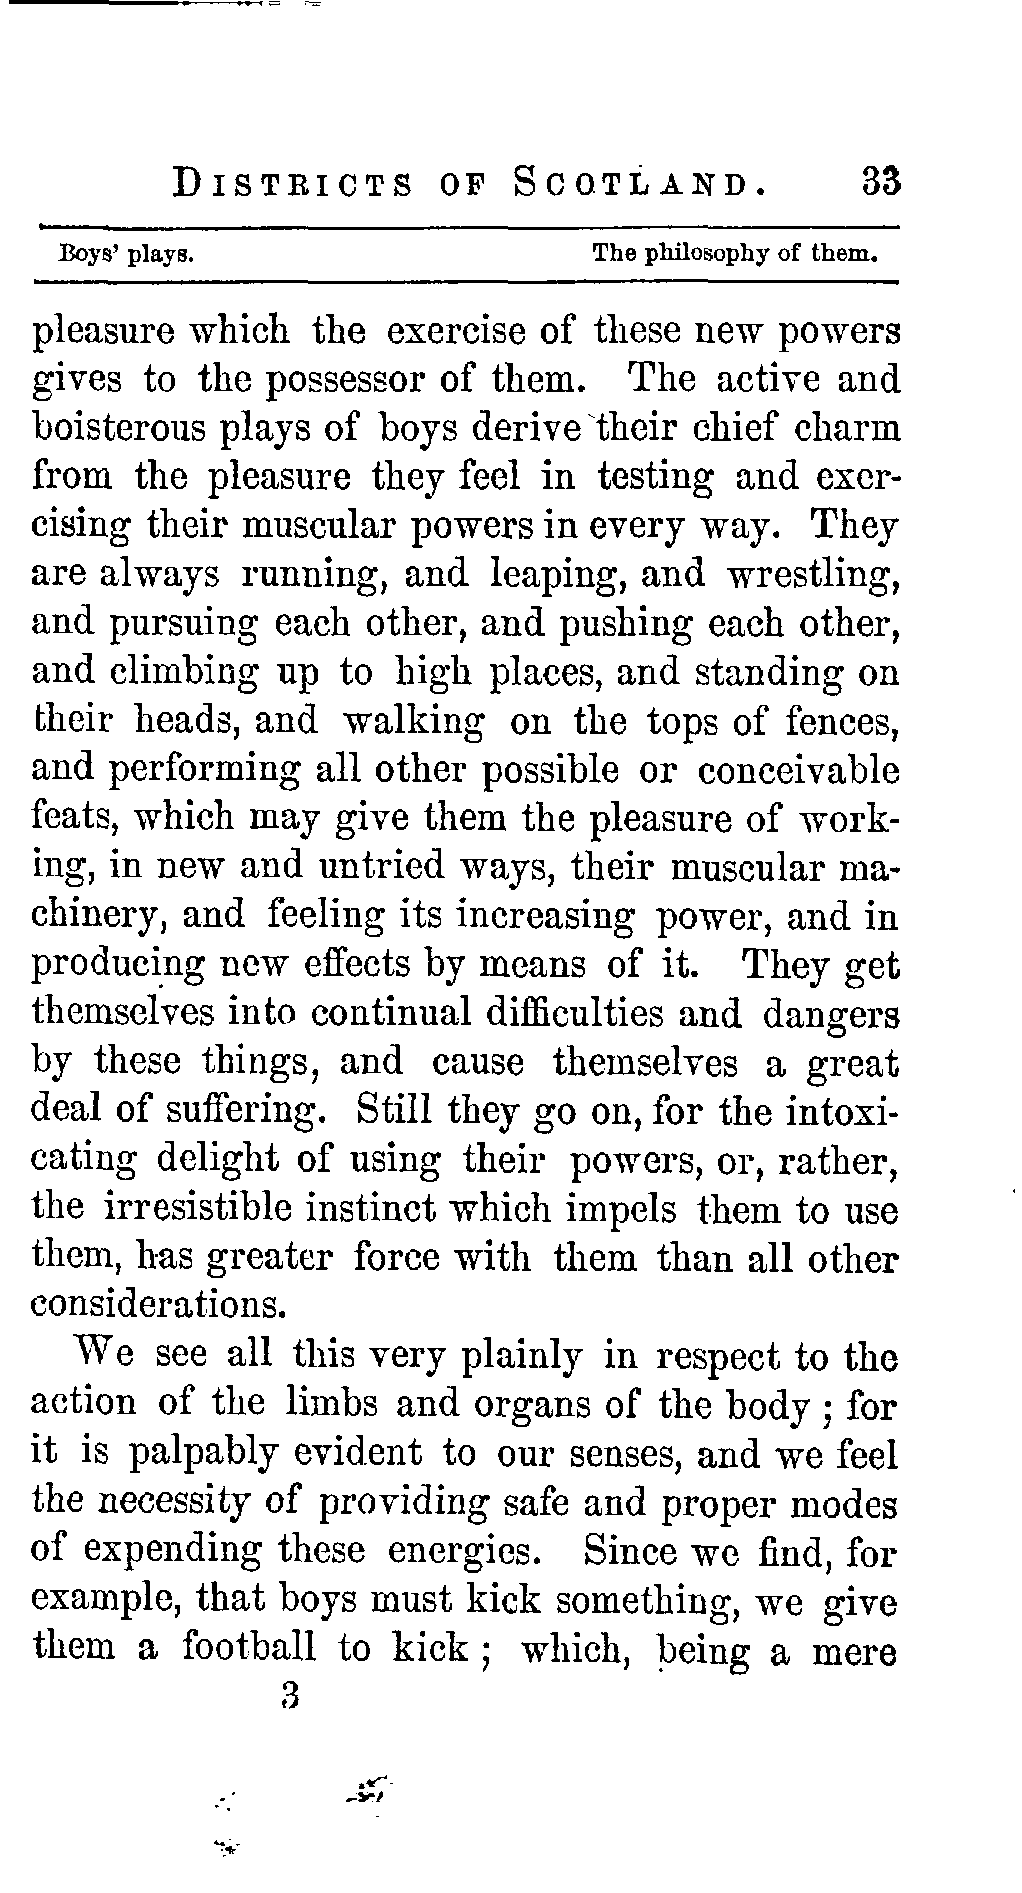 DISTRICTS OF SCOTLAND. 33
Boys' plays. The philosophy of them.
pleasure which the exercise of these new powers
gives to the possessor of them. The active and
boisterous plays of boys derive their chief charm
from the pleasure they feel in testing and exer-
cising their muscular powers in every way. They
are always running, and leaping, and wrestling,
and pursuing each other, and pushing each other,
and climbing up to high places, and standing on
their heads, and walking on the tops of fences,
and performing all other possible or conceivable
feats, which may give them the pleasure of work-
ing, in new and untried ways, their muscular ma-
chinery, and feeling its increasing power, and in
producing new effects by means of it. They get
themselves into continual difficulties and dangers
by these things, and cause themselves a great
deal of suffering. Still they go on, for the intoxi-
cating delight of using their powers, or, rather,
the irresistible instinct which impels them to use
them, has greater force with them than all other
considerations.
We see all this very plainly in respect to the
action of the limbs and organs of the body ; for
it is palpably evident to our senses, and we feel
the necessity of providing safe and proper modes
of expending these energies. Since we find, for
example, that boys must kick something, we give
them a football to kick ; which, being a mere
3